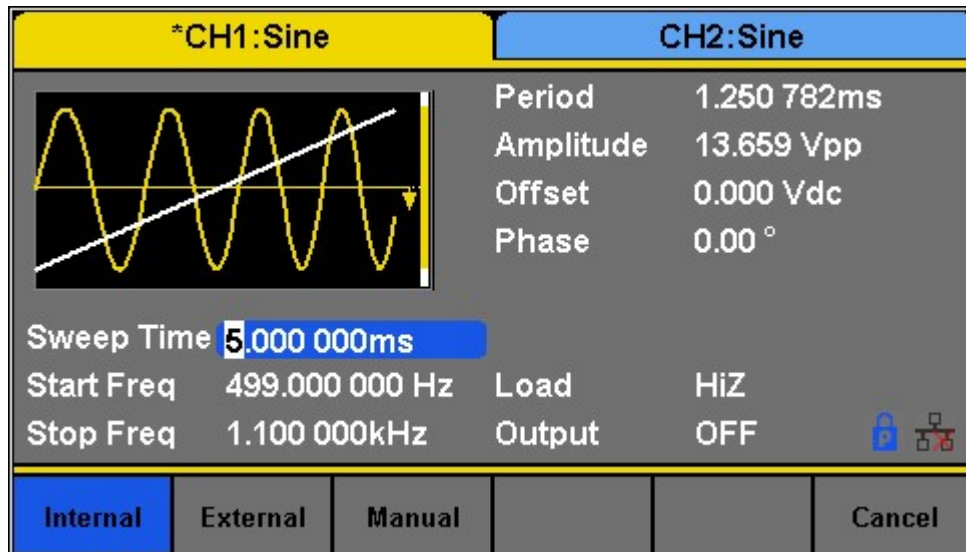 *CH1:Sine
CH2:Sine
Period 1.250 782ms
Amplitude 13.659 Vpp
Offset 0.000 Vdc
Phase 0.00 °
Sweep Time 5.000 000ms
Start Freq 499.000 000 Hz
Load HiZ
Stop Freq 1.100 000kHz
Output OFF
P
Internal
External
Manual
Cancel